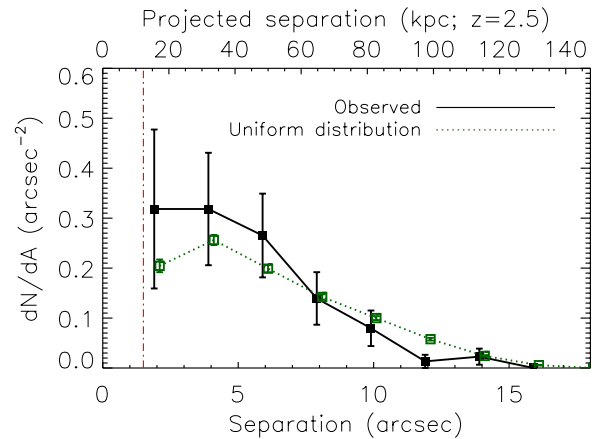 Projected separation (kpc; z=2.5)
0 20 40 60 80 100 120 140
0.6
0.5
0.4
0.3
0.2
0.1
0.0
dN/dA (arcsec⁻²)
Observed
Uniform distribution
0 5 10 15
Separation (arcsec)